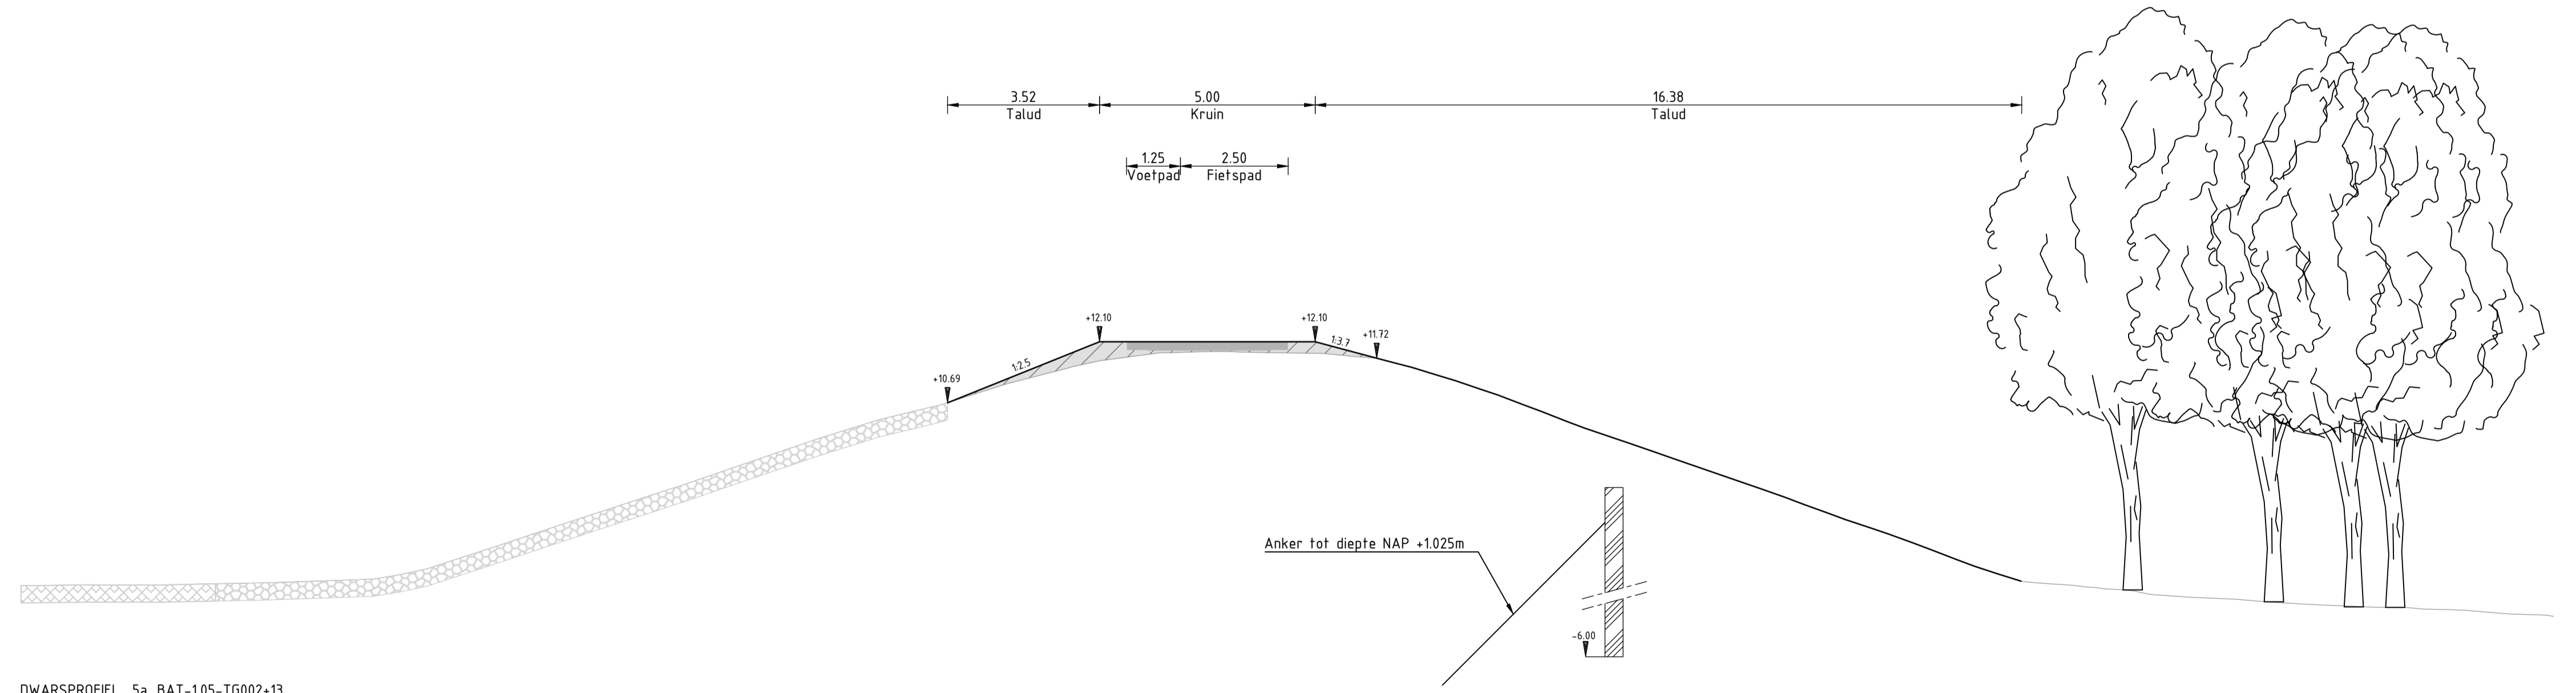 3.52
5.00
16.38
Talud
Kruin
Talud
1.25
2.50
Voetpad
Fietspad
+12.10
+12.10
+11.72
1:3.7
1:2.5
+10.69
Anker tot diepte NAP +1.025m
-6.00
DWARSPROFIEL 5a BAT-1.05-TG002+13